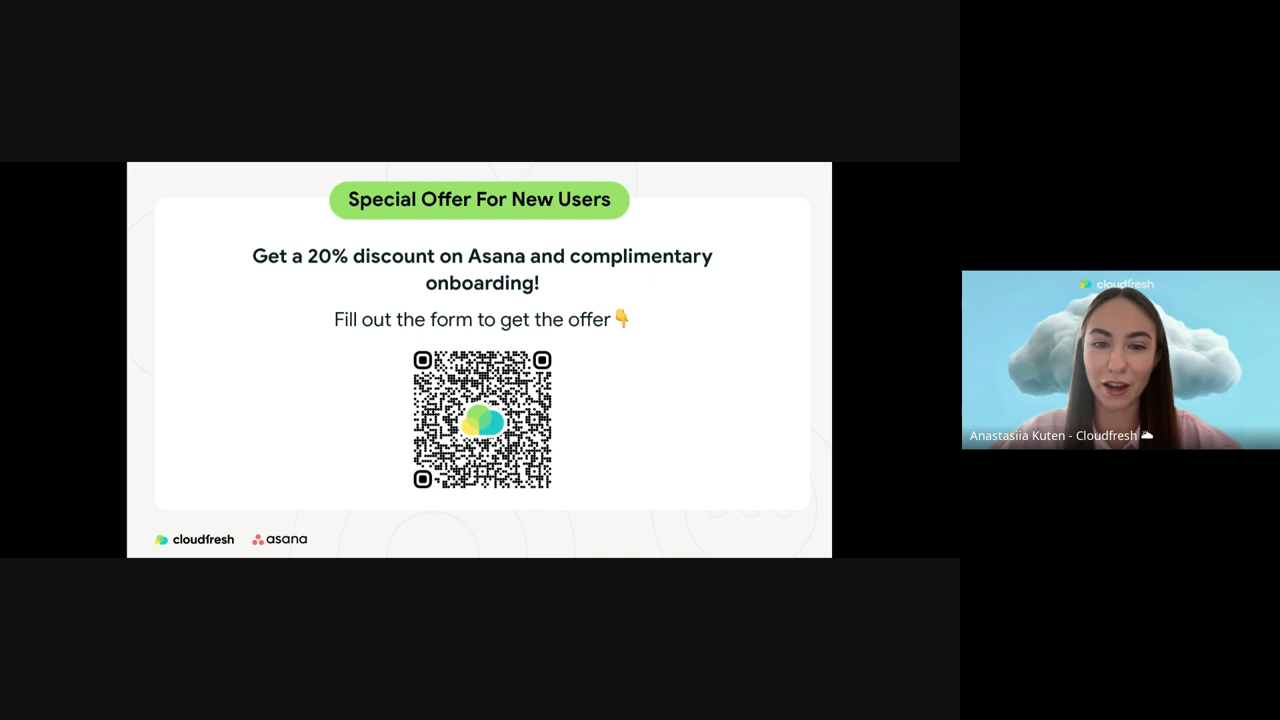 Special Offer For New Users
Get a 20% discount on Asana and complimentary
onboarding!
Fill out the form to get the offer👇
cloudfresh
asana
cloudfresh
Anastasiia Kuten - Cloudfresh 🌥